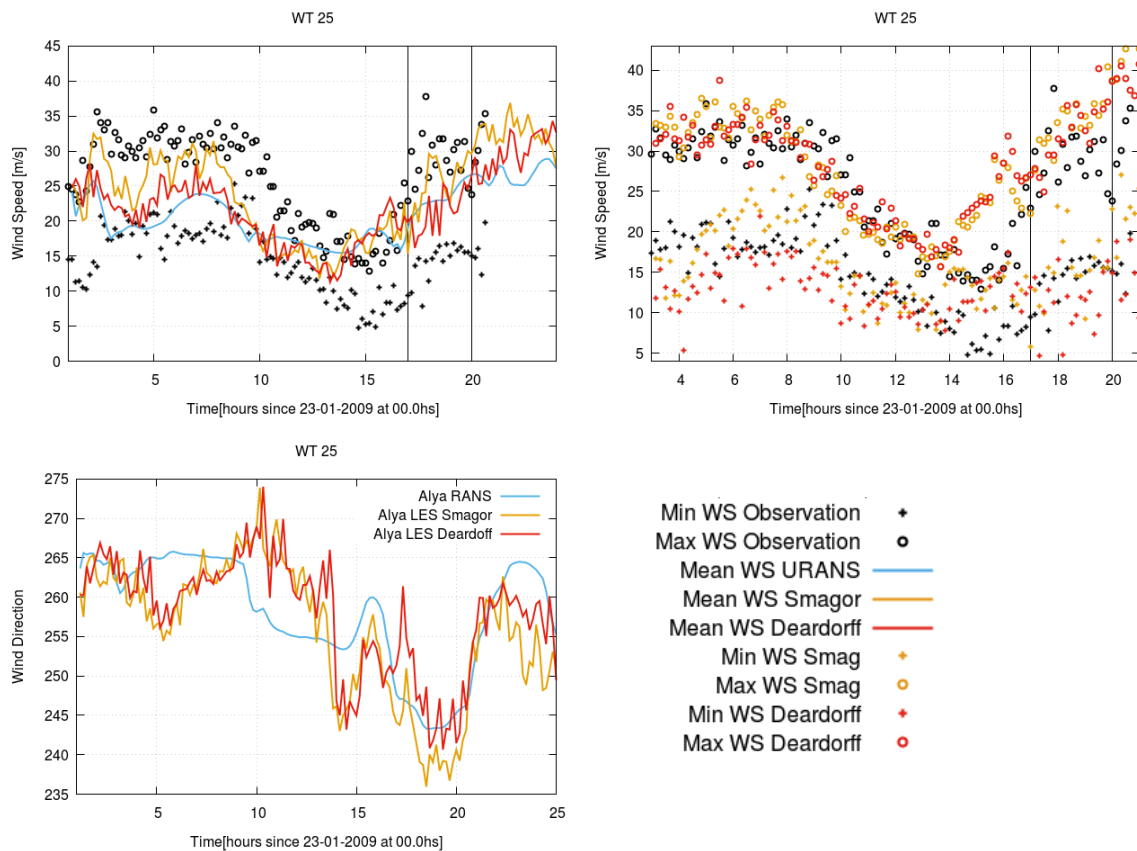 WT 25
45
40
35
30
25
20
15
10
5
0
Wind Speed [m/s]
5
10
15
20
Time[hours since 23-01-2009 at 00.0hs]
WT 25
40
35
30
25
20
15
10
5
Wind Speed [m/s]
4
6
8
10
12
14
16
18
20
Time[hours since 23-01-2009 at 00.0hs]
WT 25
275
270
265
260
255
250
245
240
235
Wind Direction
Alya RANS
Alya LES Smagor
Alya LES Deardoff
5
10
15
20
25
Time[hours since 23-01-2009 at 00.0hs]
Min WS Observation
Max WS Observation
Mean WS URANS
Mean WS Smagor
Mean WS Deardorff
Min WS Smag
Max WS Smag
Min WS Deardorff
Max WS Deardorff